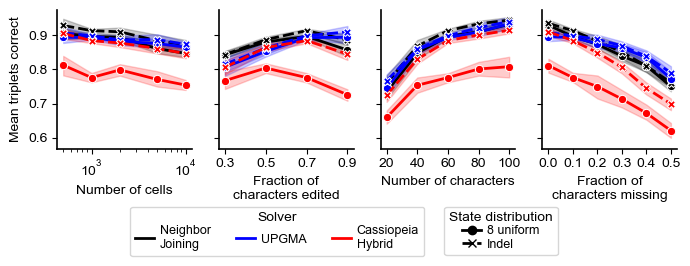 Mean triplets correct
0.9
0.8
0.7
0.6
10³ 10⁴
Number of cells
0.3 0.5 0.7 0.9
Fraction of
characters edited
20 40 60 80 100
Number of characters
0.0 0.1 0.2 0.3 0.4 0.5
Fraction of
characters missing
Solver
Neighbor
Joining
UPGMA
Cassiopeia
Hybrid
State distribution
8 uniform
Indel